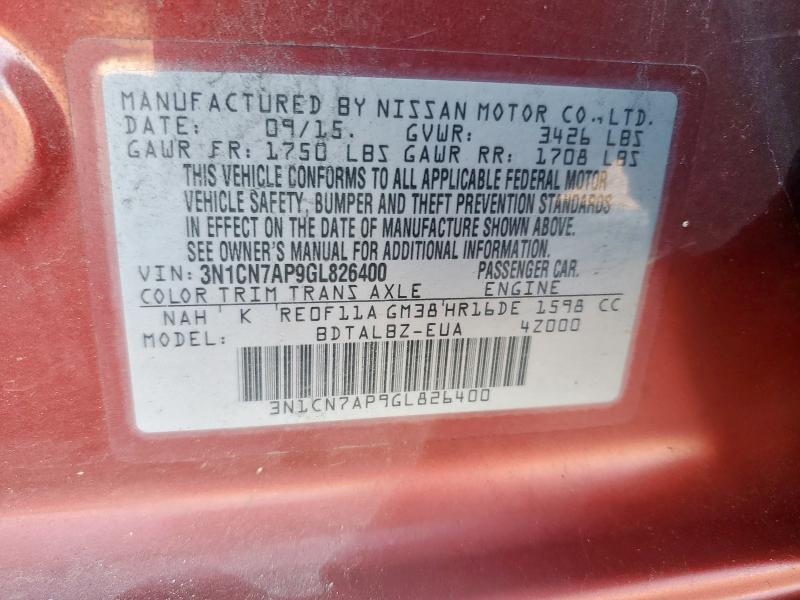 MANUFACTURED BY NISSAN MOTOR CO., LTD.
DATE: 09/15. GVWR: 3426 LBS
GAWR FR: 1750 LBS GAWR RR: 1708 LBS
THIS VEHICLE CONFORMS TO ALL APPLICABLE FEDERAL MOTOR
VEHICLE SAFETY, BUMPER AND THEFT PREVENTION STANDARDS
IN EFFECT ON THE DATE OF MANUFACTURE SHOWN ABOVE.
SEE OWNER'S MANUAL FOR ADDITIONAL INFORMATION.
VIN: 3N1CN7AP9GL826400 PASSENGER CAR.
COLOR TRIM TRANS AXLE ENGINE
NAH K RE0F11A GM38 HR16DE 1598 CC
MODEL: BDTALBZ-EUA 4Z000
3N1CN7AP9GL826400